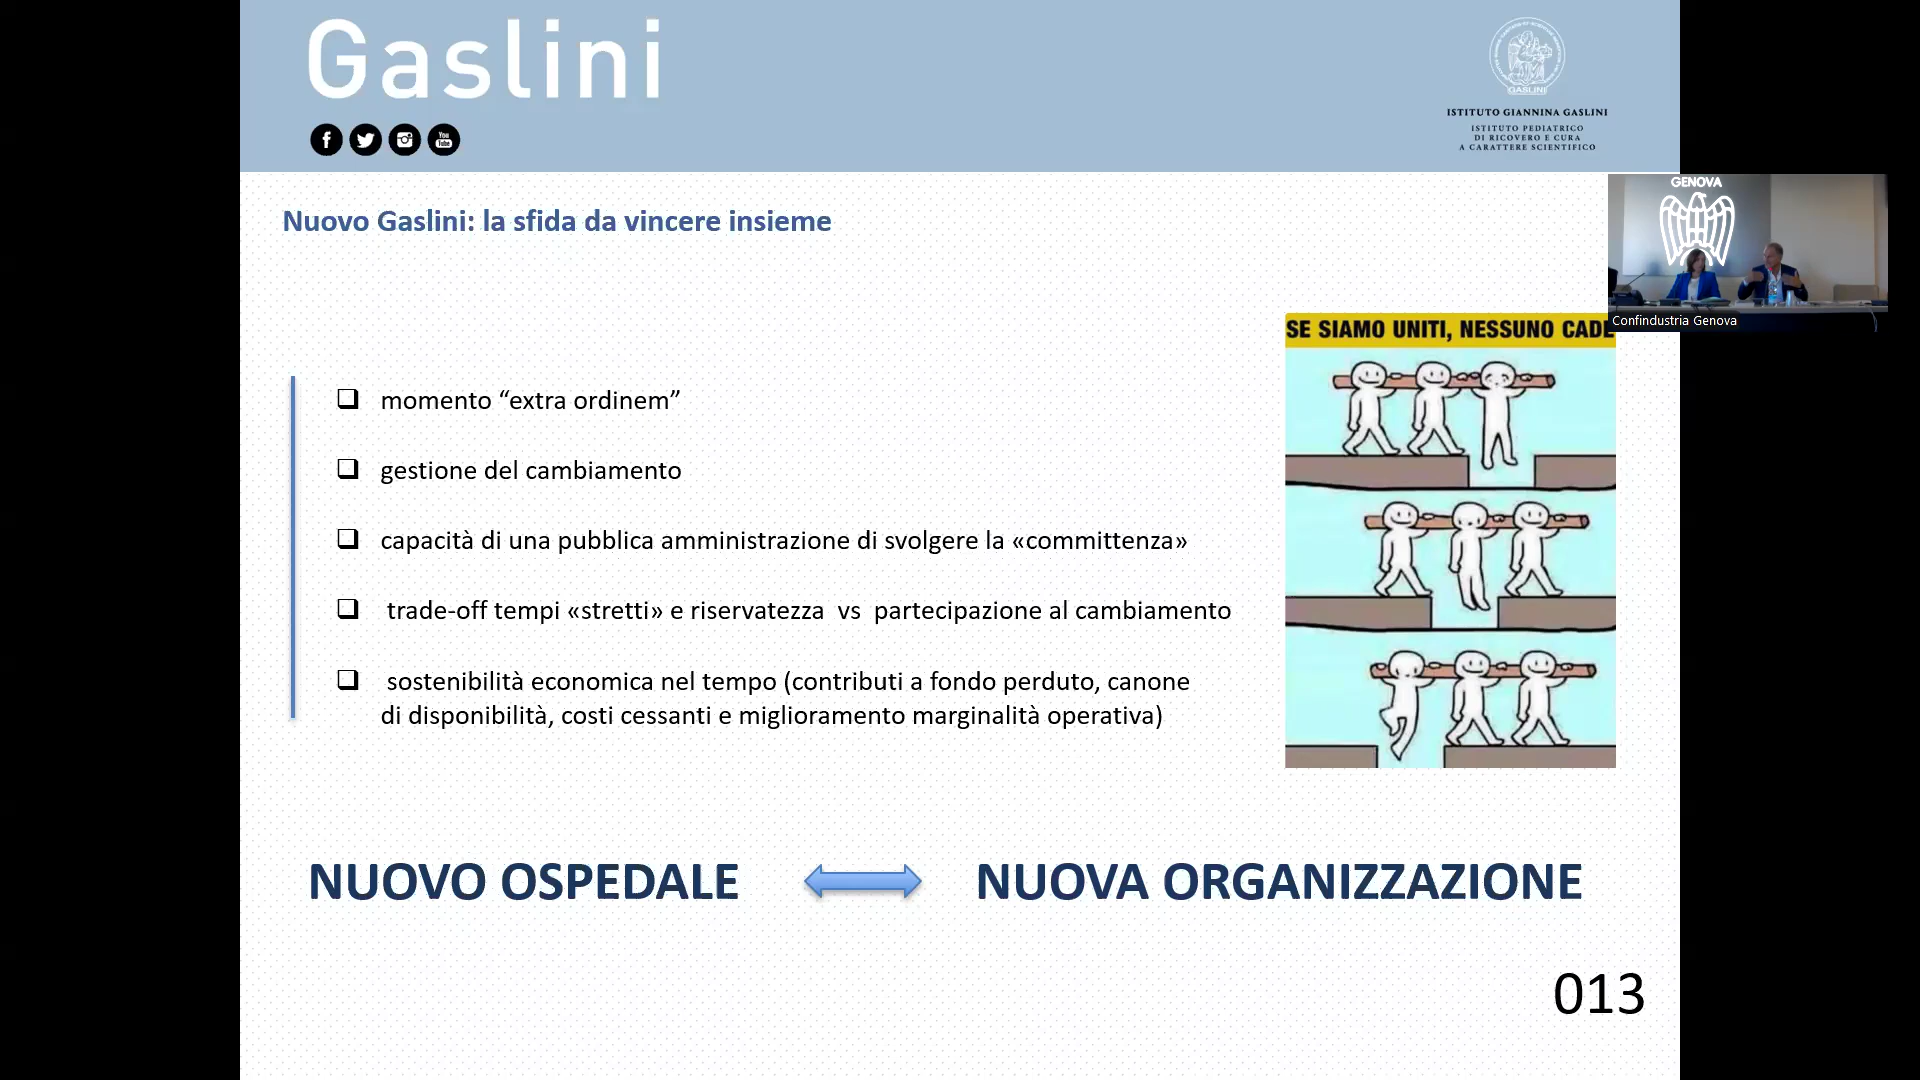 Gaslini
f
You
Tube
GASLINI
ISTITUTO GIANNINA GASLINI
ISTITUTO PEDIATRICO
DI RICOVERO E CURA
A CARATTERE SCIENTIFICO
GENOVA
Confindustria Genova
Nuovo Gaslini: la sfida da vincere insieme
SE SIAMO UNITI, NESSUNO CADE
momento “extra ordinem”
gestione del cambiamento
capacità di una pubblica amministrazione di svolgere la «committenza»
trade-off tempi «stretti» e riservatezza vs partecipazione al cambiamento
sostenibilità economica nel tempo (contributi a fondo perduto, canone
di disponibilità, costi cessanti e miglioramento marginalità operativa)
NUOVO OSPEDALE
NUOVA ORGANIZZAZIONE
013